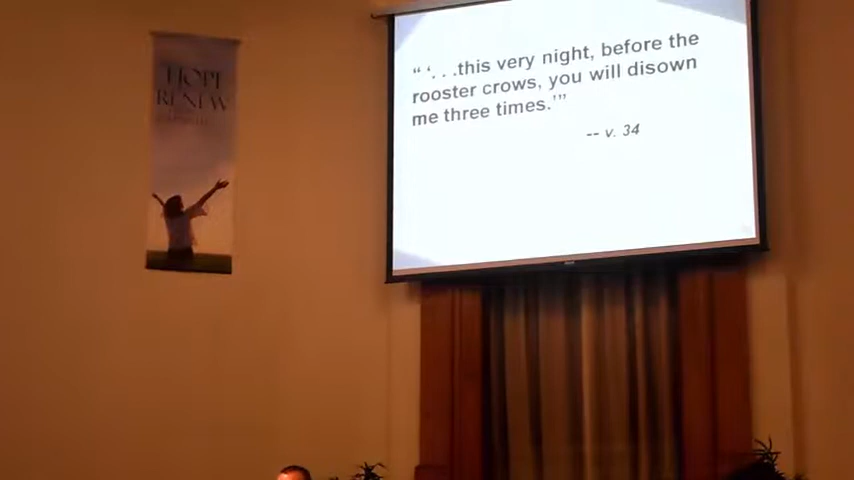 HOPE
RENEW
“ ‘. . .this very night, before the
rooster crows, you will disown
me three times.’”
-- v. 34